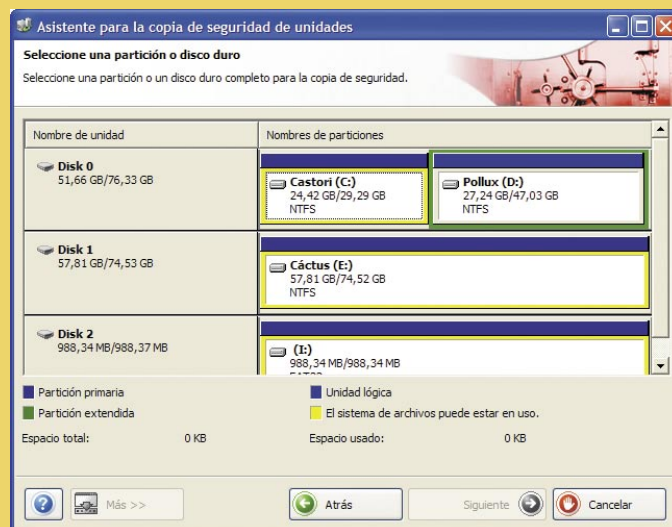 Asistente para la copia de seguridad de unidades
Seleccione una partición o disco duro
Seleccione una partición o un disco duro completo para la copia de seguridad.
Nombre de unidad
Nombres de particiones
Disk 0
51,66 GB/76,33 GB
Castori (C:)
24,42 GB/29,29 GB
NTFS
Pollux (D:)
27,24 GB/47,03 GB
NTFS
Disk 1
57,81 GB/74,53 GB
Cáctus (E:)
57,81 GB/74,52 GB
NTFS
Disk 2
988,34 MB/988,37 MB
(I:)
988,34 MB/988,34 MB
Partición primaria
Unidad lógica
Partición extendida
El sistema de archivos puede estar en uso.
Espacio total: 0 KB
Espacio usado: 0 KB
Más >>
Atrás
Siguiente
Cancelar